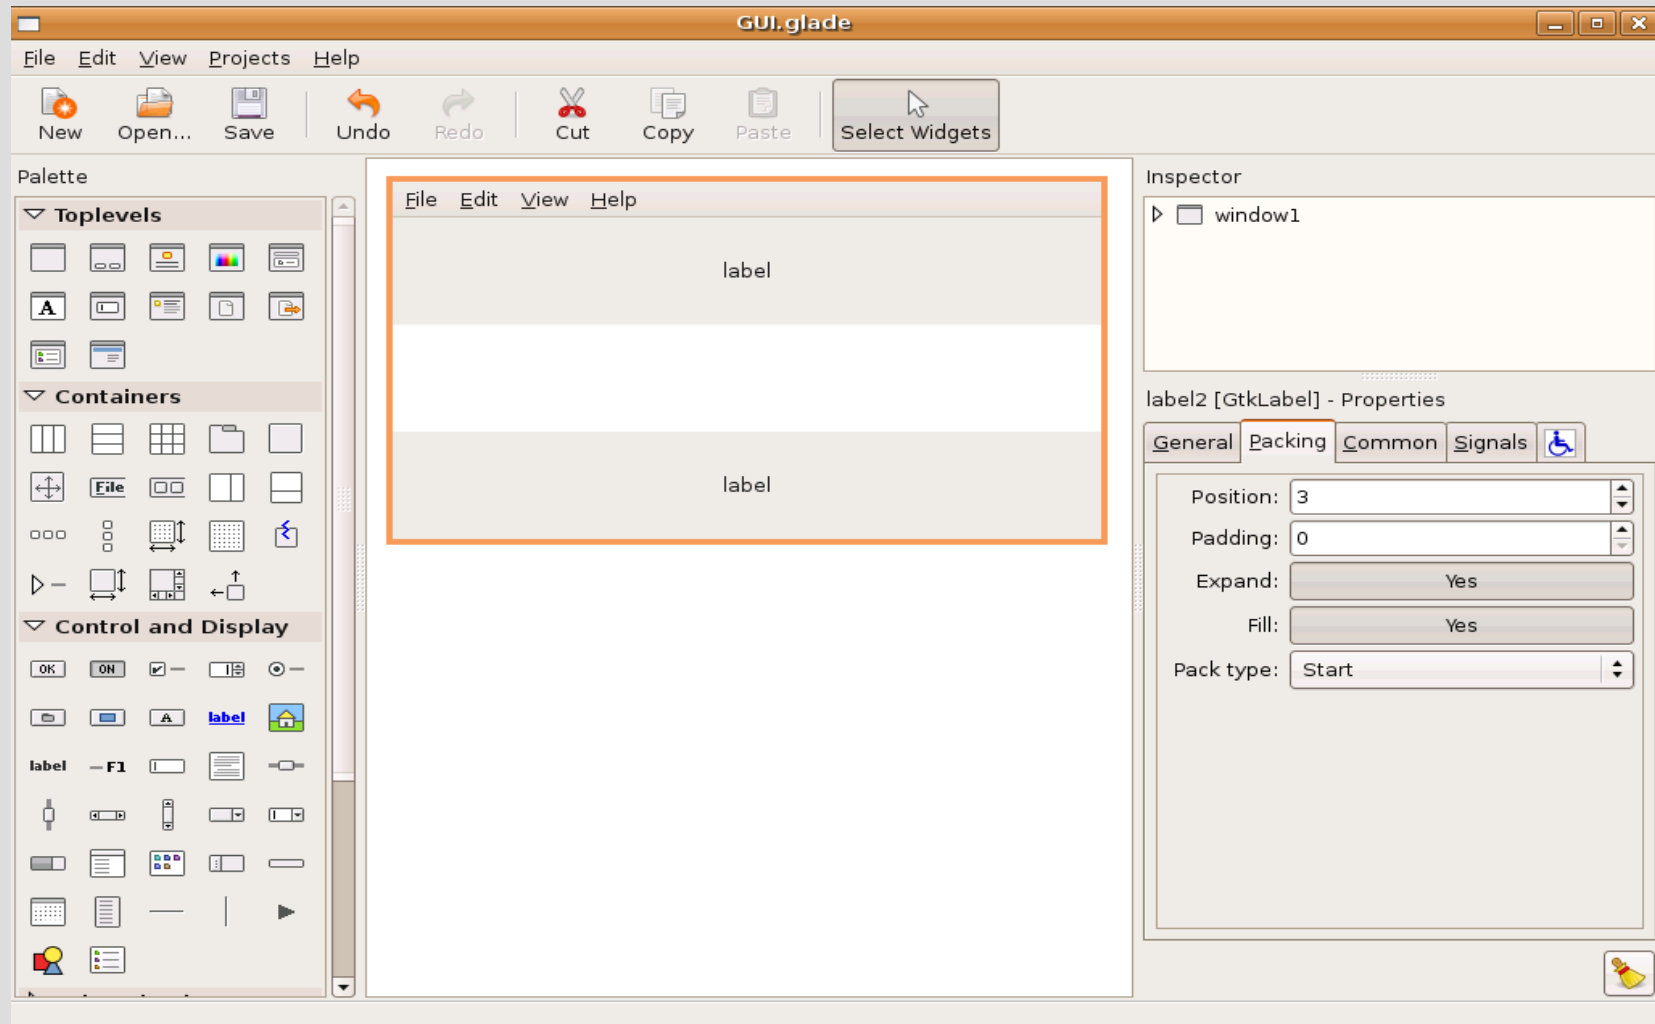 GUI.glade
File Edit View Projects Help
New Open... Save Undo Redo Cut Copy Paste Select Widgets
Palette
Toplevels
A
Containers
File
Control and Display
OK ON
A label
label F1
File Edit View Help
label
label
Inspector
window1
label2 [GtkLabel] - Properties
General Packing Common Signals
Position: 3
Padding: 0
Expand: Yes
Fill: Yes
Pack type: Start